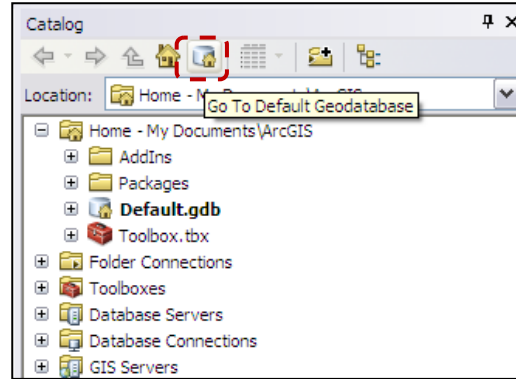 Catalog
Location: Home - M
Go To Default Geodatabase
Home - My Documents\ArcGIS
AddIns
Packages
Default.gdb
Toolbox.tbx
Folder Connections
Toolboxes
Database Servers
Database Connections
GIS Servers